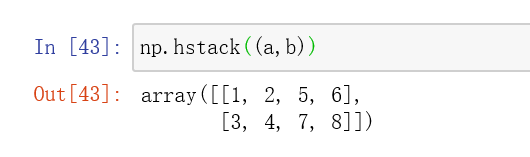 In [43]: np.hstack((a,b))
Out[43]: array([[1, 2, 5, 6],
[3, 4, 7, 8]])